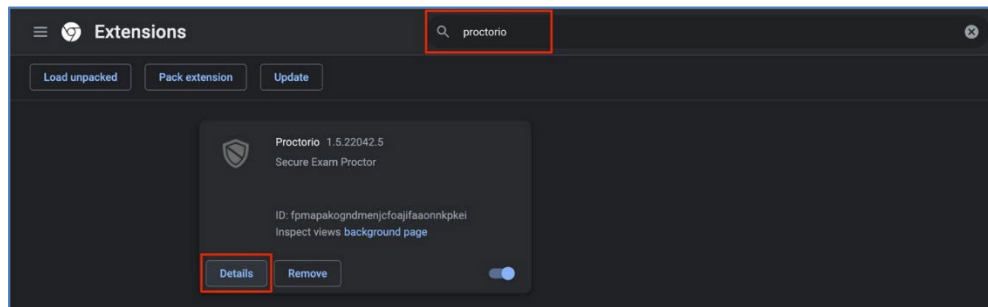 Extensions
proctorio
Load unpacked Pack extension Update
Proctorio 1.5.22042.5
Secure Exam Proctor
ID: fpmapakogndmenjcfoajifaaonnkpkei
Inspect views background page
Details Remove